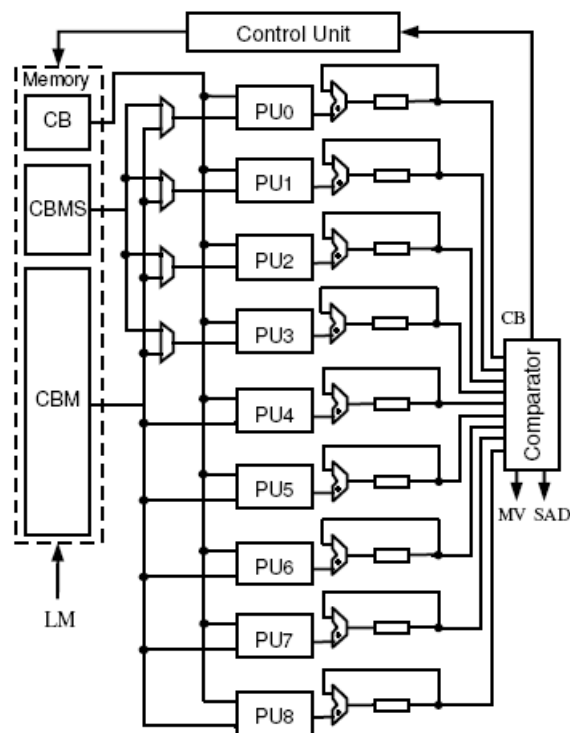 Control Unit
Memory
CB
CBMS
CBM
LM
PU0
PU1
PU2
PU3
PU4
PU5
PU6
PU7
PU8
CB
Comparator
MV SAD